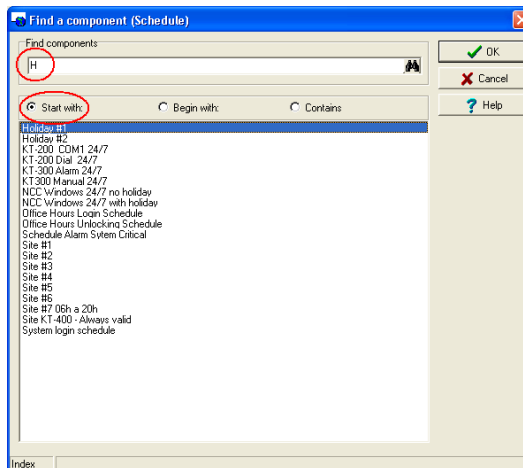 Find a component (Schedule)
Find components
H
OK
Cancel
Help
Start with: Begin with: Contains
Holiday #1
Holiday #2
KT-200 COM1 24/7
KT-200 Dial 24/7
KT-300 Alarm 24/7
KT300 Manual 24/7
NCC Windows 24/7 no holiday
NCC Windows 24/7 with holiday
Office Hours Login Schedule
Office Hours Unlocking Schedule
Schedule Alarm Sytem Critical
Site #1
Site #2
Site #3
Site #4
Site #5
Site #6
Site #7 06h a 20h
Site KT-400 - Always valid
System login schedule
Index